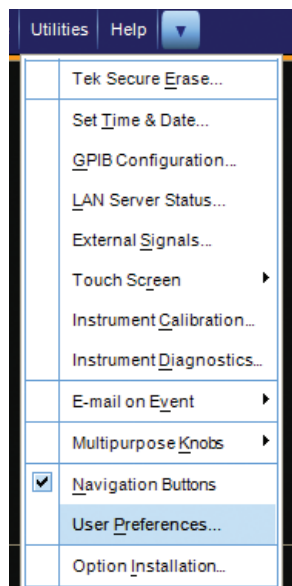 Utilities Help
Tek Secure Erase...
Set Time & Date...
GPIB Configuration...
LAN Server Status...
External Signals...
Touch Screen
Instrument Calibration...
Instrument Diagnostics...
E-mail on Event
Multipurpose Knobs
Navigation Buttons
User Preferences...
Option Installation...